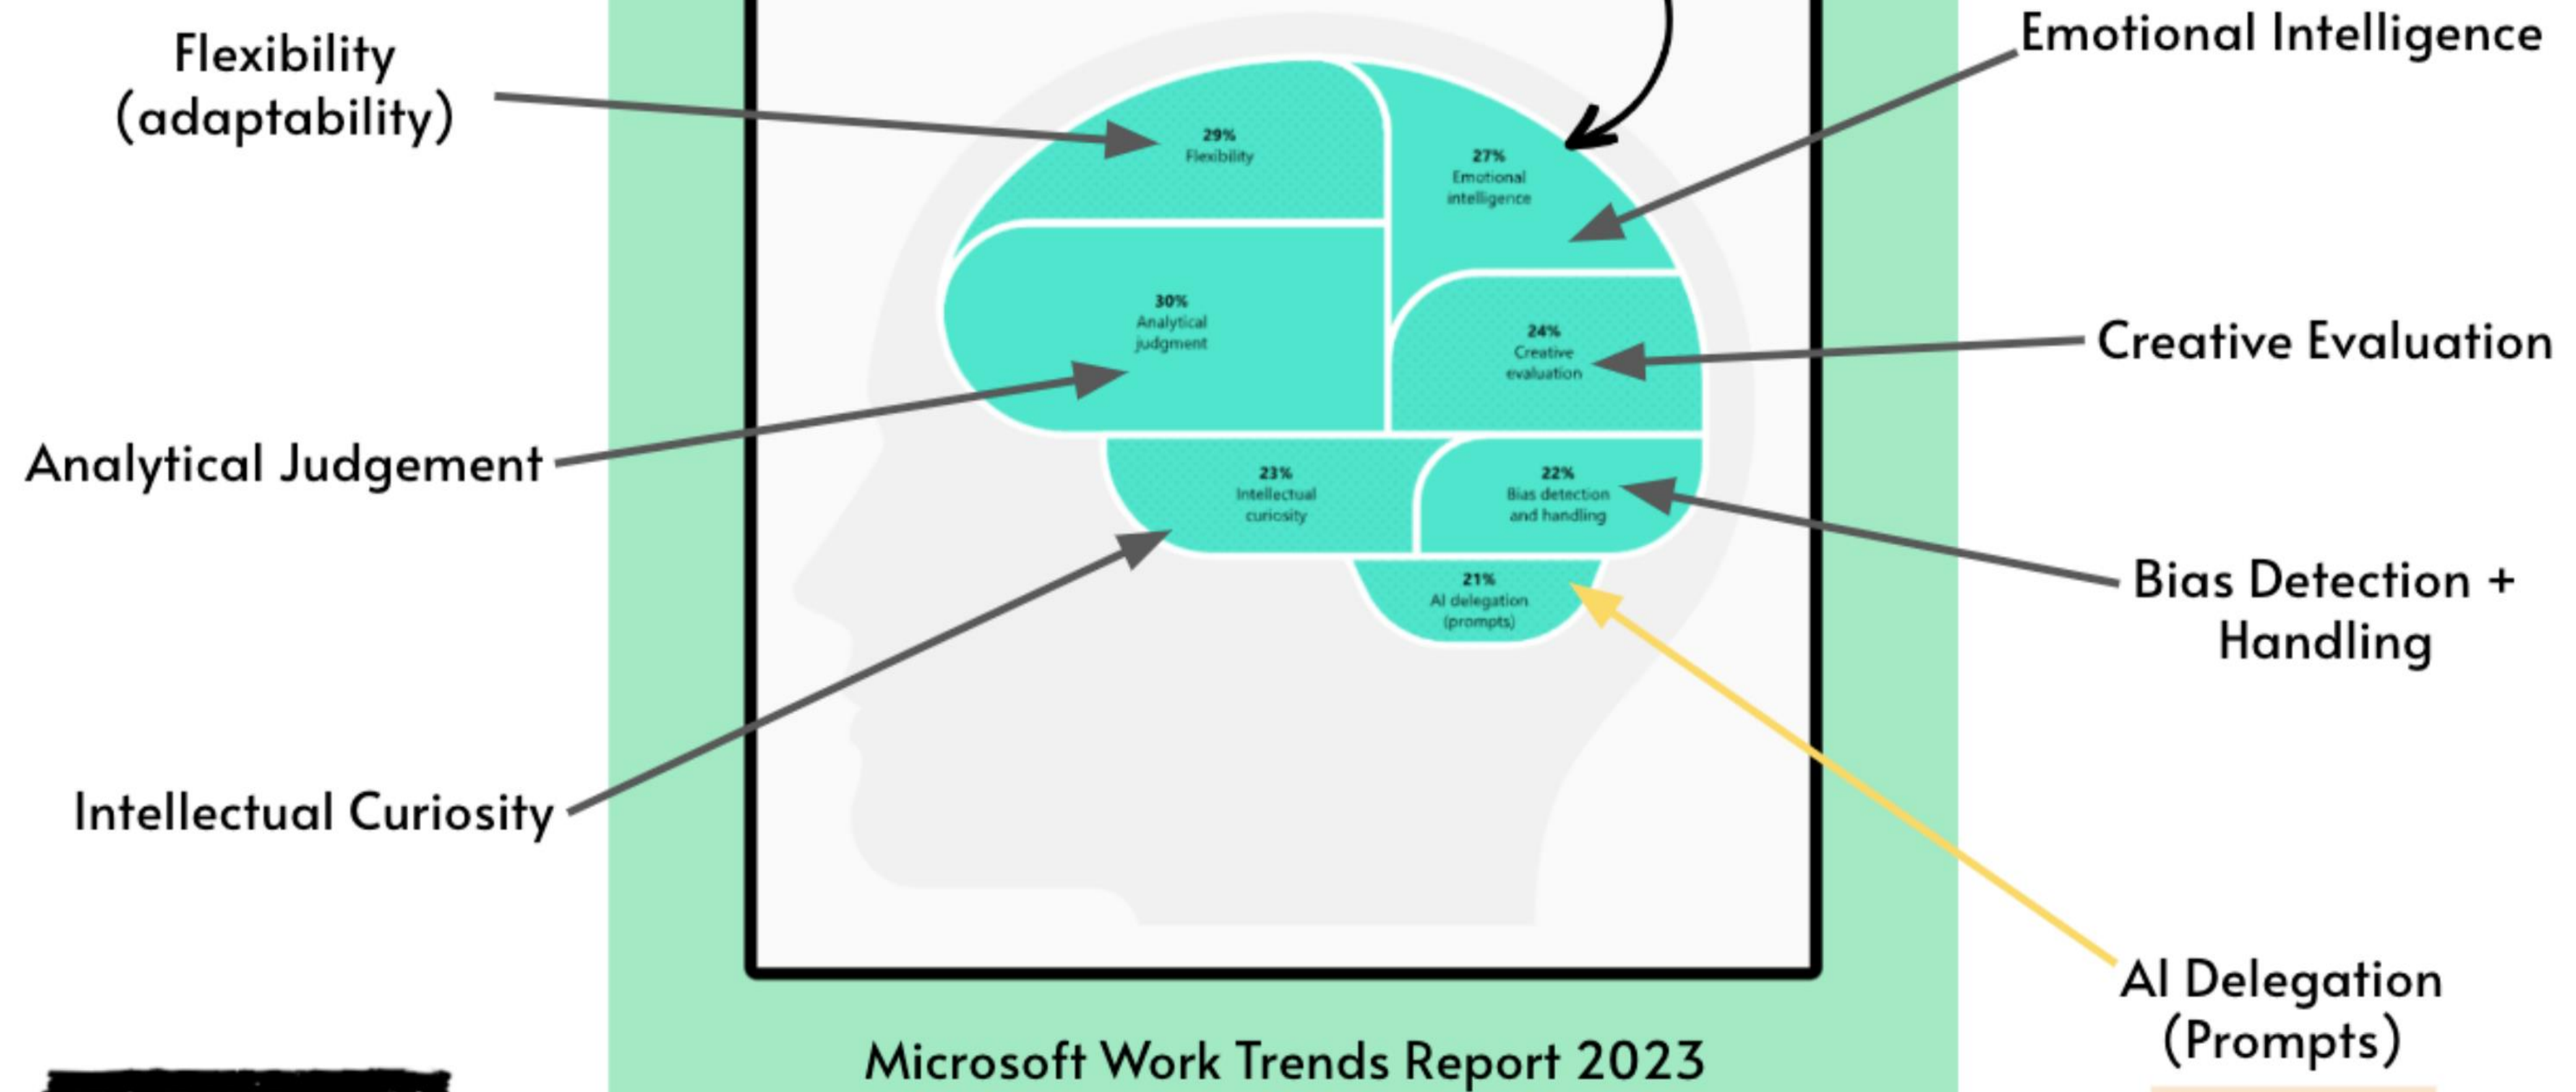 Flexibility
(adaptability)
Emotional Intelligence
29%
Flexibility
27%
Emotional
intelligence
30%
Analytical
judgment
24%
Creative
evaluation
Creative Evaluation
Analytical Judgement
23%
Intellectual
curiosity
22%
Bias detection
and handling
Bias Detection +
Handling
21%
AI delegation
(prompts)
Intellectual Curiosity
AI Delegation
(Prompts)
Microsoft Work Trends Report 2023